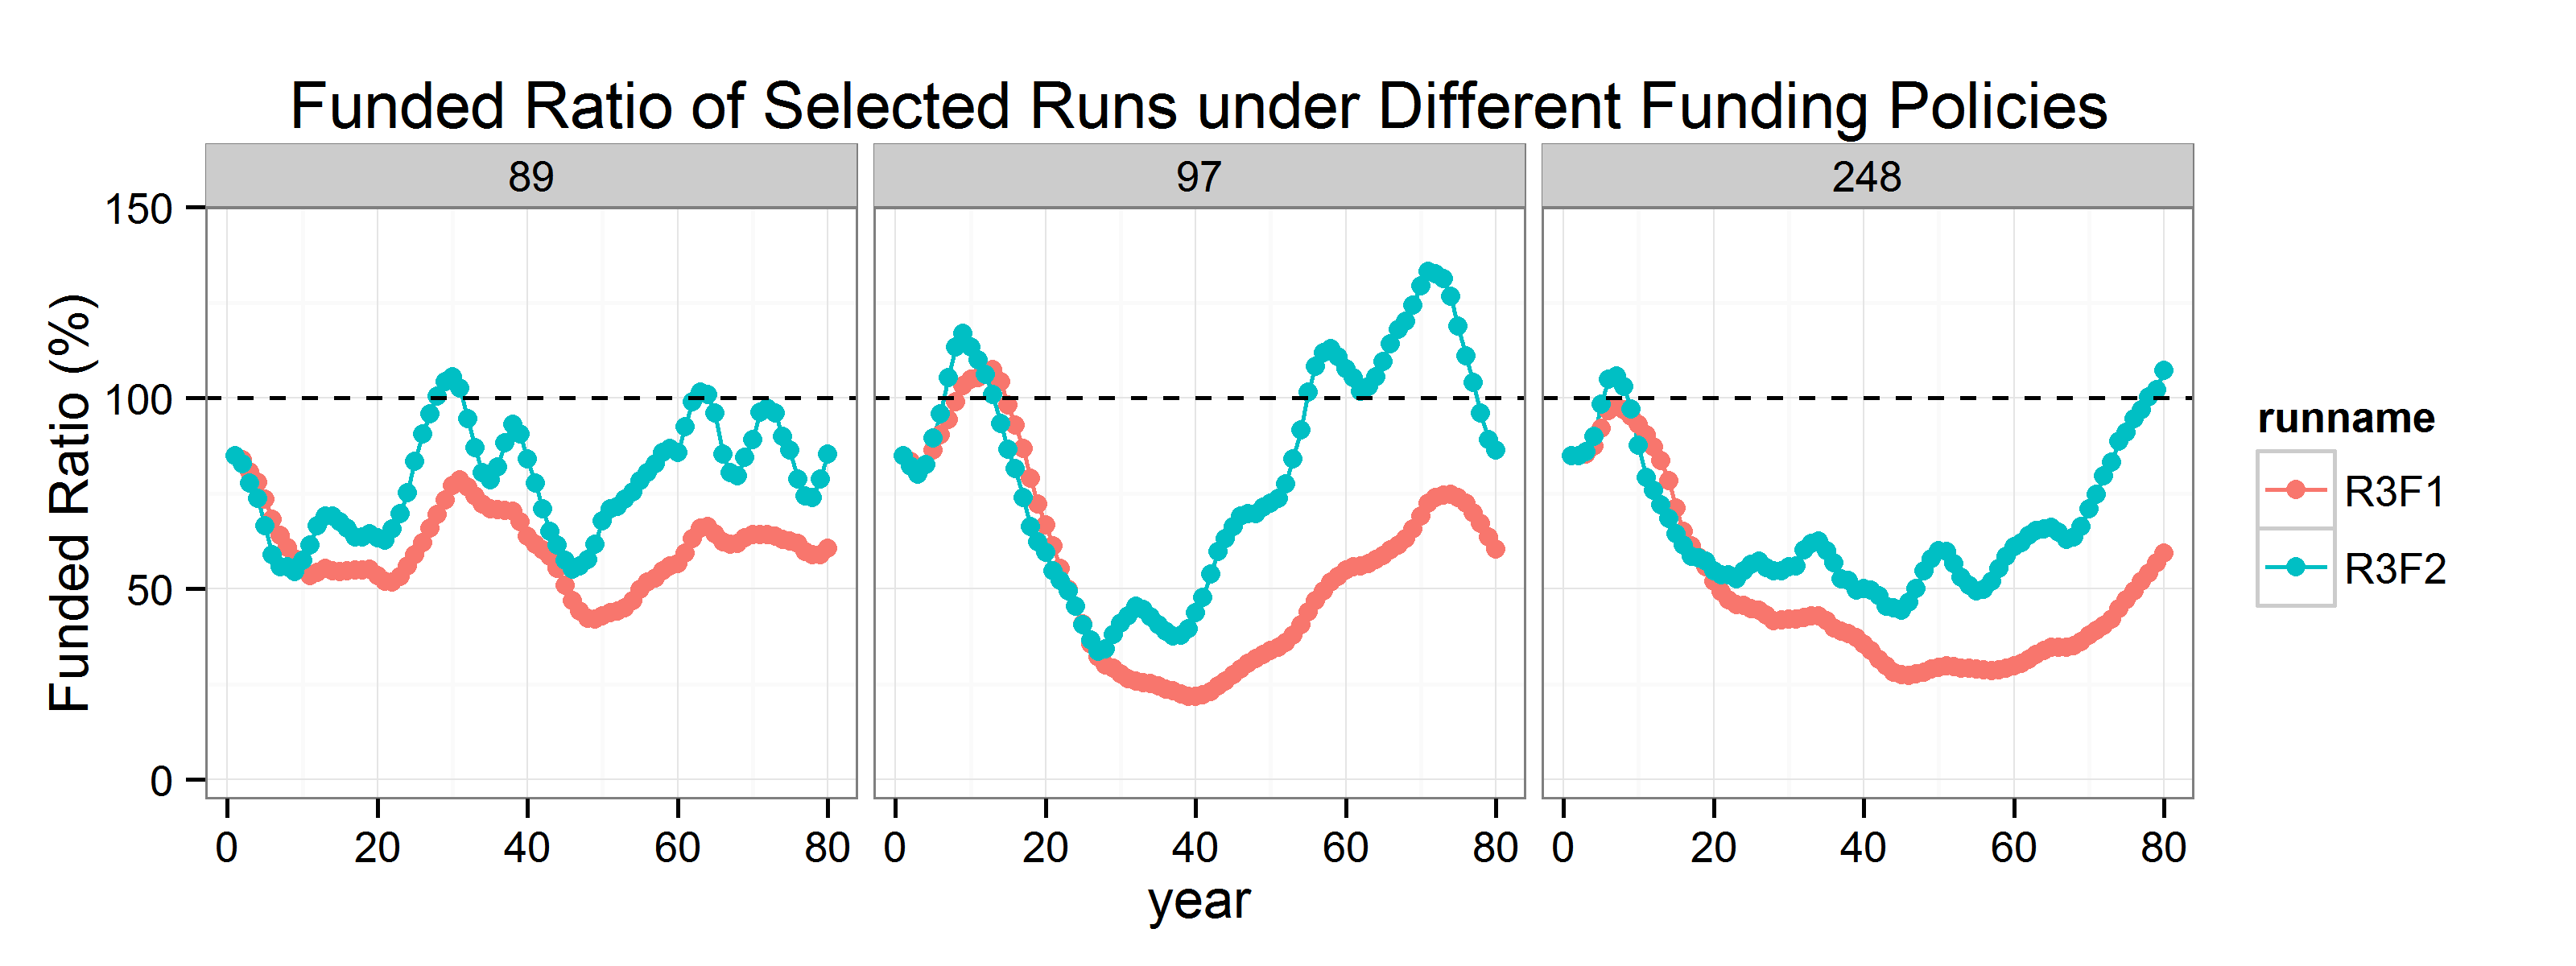 Funded Ratio of Selected Runs under Different Funding Policies
89 97 248
Funded Ratio (%)
150
100
50
0
0 20 40 60 80 0 20 40 60 80 0 20 40 60 80
year
runname
R3F1
R3F2